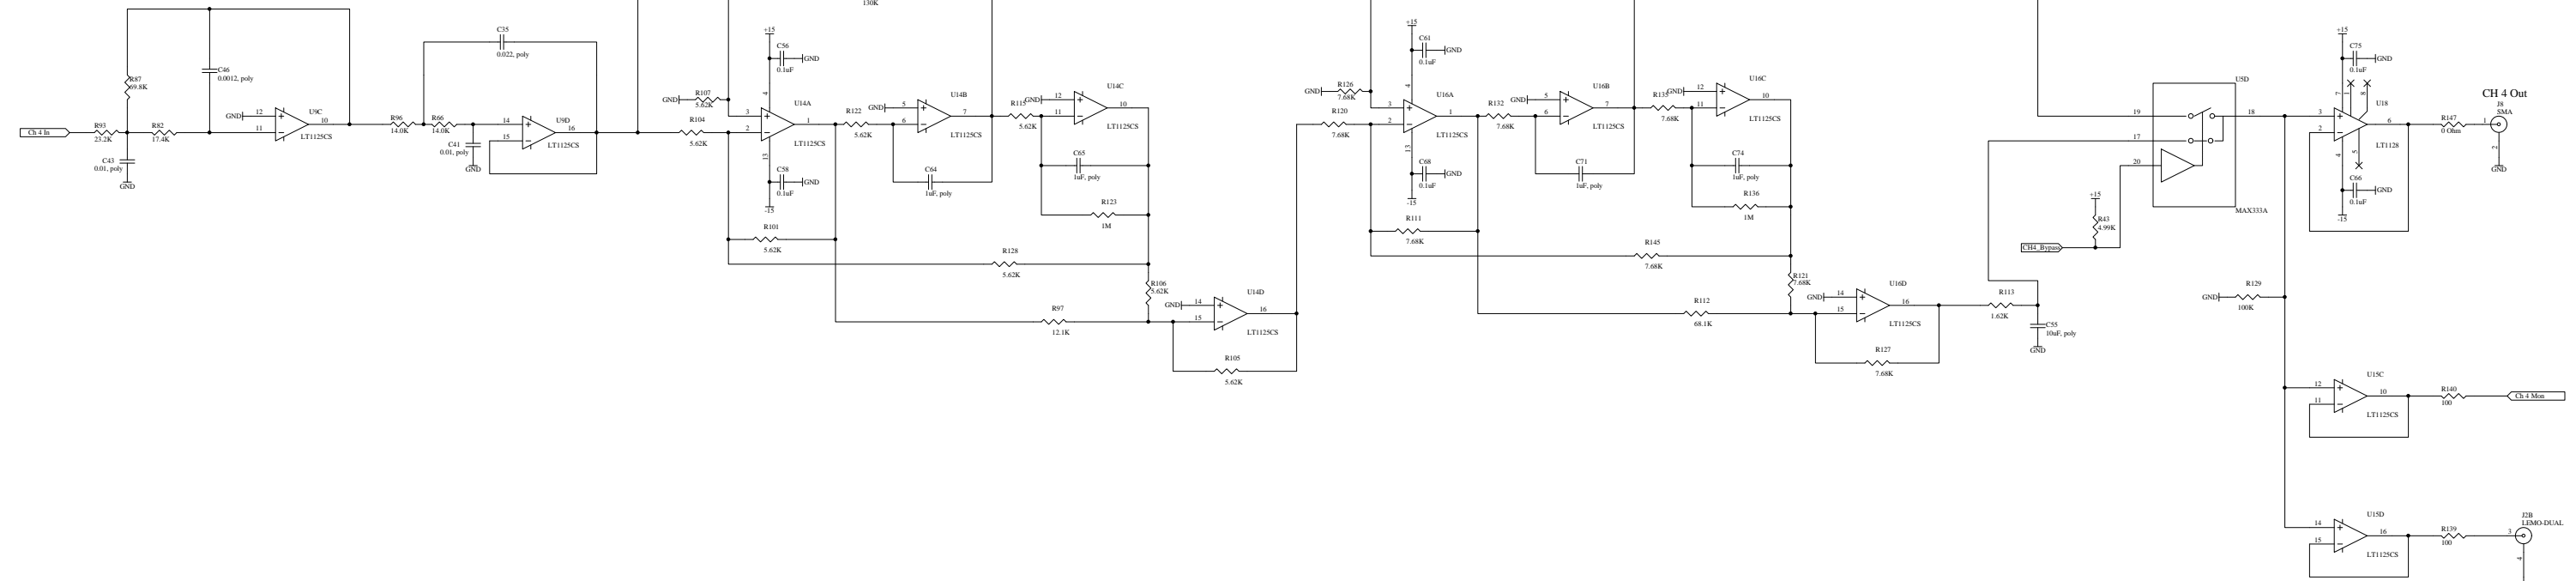 130K
Ch 4 In
R93
23.2K
R87
69.8K
C43
0.01, poly
GND
R82
17.4K
C46
0.0012, poly
GND
12
11
U9C
10
LT1125CS
R96
14.0K
R66
14.0K
C35
0.022, poly
C41
0.01, poly
GND
14
15
U9D
16
LT1125CS
GND
R107
5.62K
R104
5.62K
+15
C56
0.1uF
GND
4
3
2
U14A
1
13
LT1125CS
C58
0.1uF
GND
-15
R101
5.62K
R122
5.62K
GND
5
6
U14B
7
LT1125CS
C64
1uF, poly
R115
5.62K
GND
12
11
U14C
10
LT1125CS
C65
1uF, poly
R123
1M
R128
5.62K
R106
5.62K
R97
12.1K
GND
14
15
U14D
16
LT1125CS
R105
5.62K
GND
R126
7.68K
R120
7.68K
+15
C61
0.1uF
GND
4
3
2
U16A
1
13
LT1125CS
C68
0.1uF
GND
-15
R111
7.68K
R132
7.68K
GND
5
6
U16B
7
LT1125CS
C71
1uF, poly
R135
7.68K
GND
12
11
U16C
10
LT1125CS
C74
1uF, poly
R136
1M
R145
7.68K
R121
7.68K
R112
68.1K
GND
14
15
U16D
16
LT1125CS
R127
7.68K
R113
1.62K
C55
10uF, poly
GND
CH4_Bypass
+15
R43
4.99K
U5D
19
17
20
18
MAX333A
GND
R129
100K
+15
C75
0.1uF
GND
7
1
8
3
2
U18
6
4
5
LT1128
C66
0.1uF
GND
-15
R147
0 Ohm
CH 4 Out
J8
SMA
1
2
GND
12
11
U15C
10
LT1125CS
R140
100
Ch 4 Mon
14
15
U15D
16
LT1125CS
R139
100
J2B
LEMO-DUAL
3
4